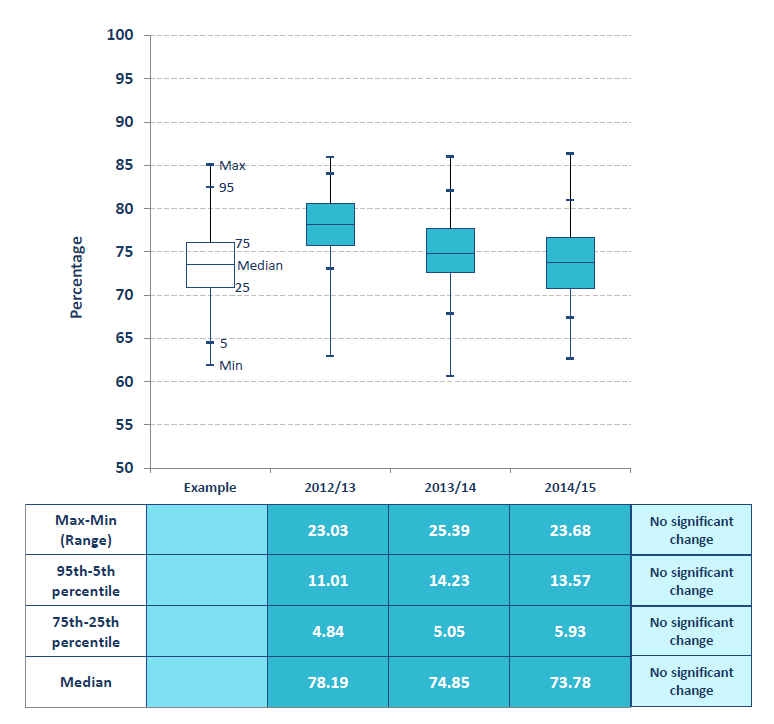 100
95
90
85
80
75
70
65
60
55
50
Percentage
Max
95
75
Median
25
5
Min
Example 2012/13 2013/14 2014/15
Max-Min
(Range)
23.03 25.39 23.68
No significant
change
95th-5th
percentile
11.01 14.23 13.57
No significant
change
75th-25th
percentile
4.84 5.05 5.93
No significant
change
Median
78.19 74.85 73.78
No significant
change